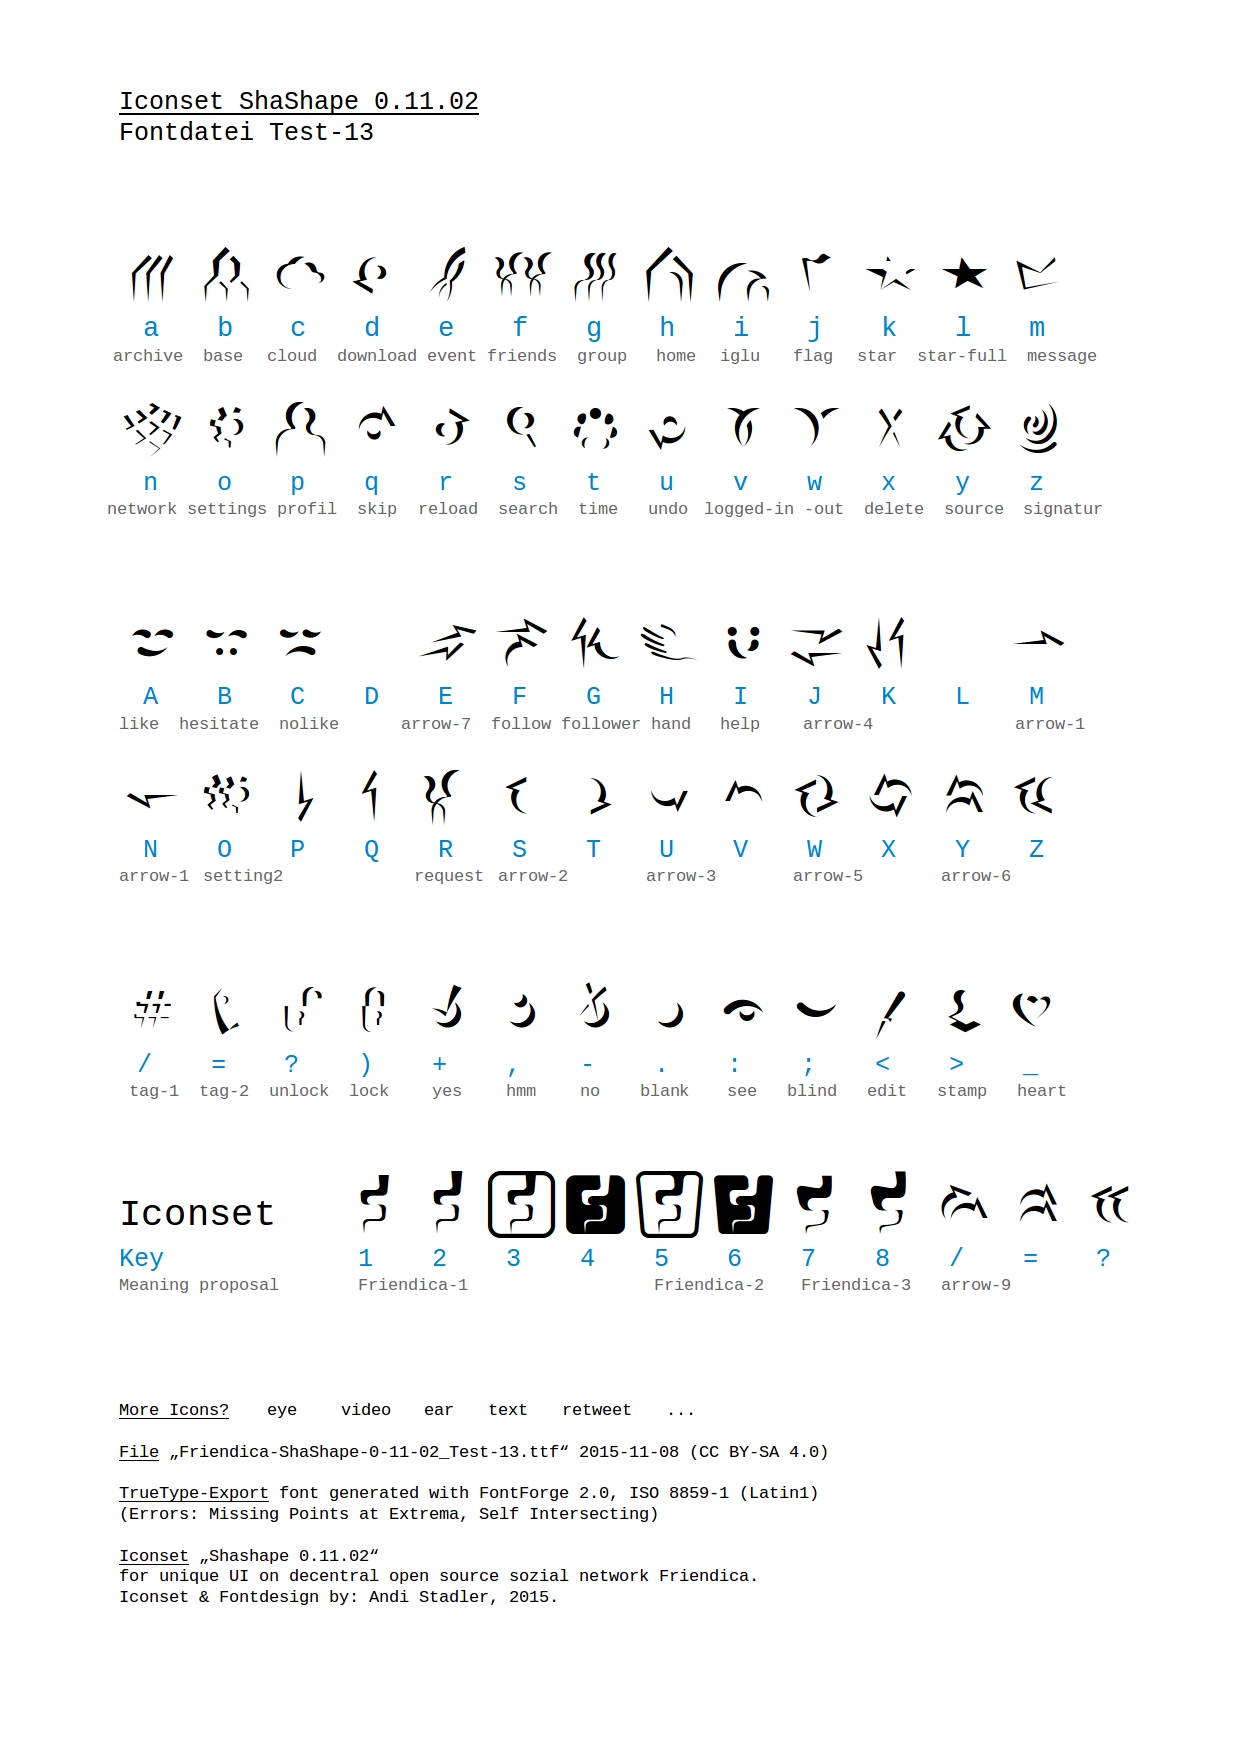 Iconset ShaShape 0.11.02
Fontdatei Test-13
a b c d e f g h i j k l m
archive base cloud download event friends group home iglu flag star star-full message
n o p q r s t u v w x y z
network settings profil skip reload search time undo logged-in -out delete source signatur
A B C D E F G H I J K L M
like hesitate nolike arrow-7 follow follower hand help arrow-4 arrow-1
N O P Q R S T U V W X Y Z
arrow-1 setting2 request arrow-2 arrow-3 arrow-5 arrow-6
/ = ? ) + , - . : ; < > _
tag-1 tag-2 unlock lock yes hmm no blank see blind edit stamp heart
Iconset
Key 1 2 3 4 5 6 7 8 / = ?
Meaning proposal Friendica-1 Friendica-2 Friendica-3 arrow-9
More Icons? eye video ear text retweet ...
File „Friendica-ShaShape-0-11-02_Test-13.ttf“ 2015-11-08 (CC BY-SA 4.0)
TrueType-Export font generated with FontForge 2.0, ISO 8859-1 (Latin1)
(Errors: Missing Points at Extrema, Self Intersecting)
Iconset „Shashape 0.11.02“
for unique UI on decentral open source sozial network Friendica.
Iconset & Fontdesign by: Andi Stadler, 2015.